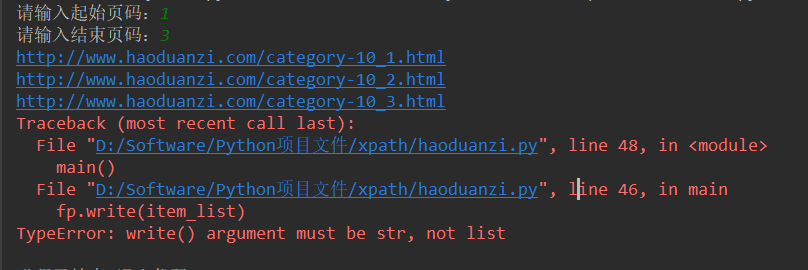 请输入起始页码：1
请输入结束页码：3
http://www.haoduanzi.com/category-10_1.html
http://www.haoduanzi.com/category-10_2.html
http://www.haoduanzi.com/category-10_3.html
Traceback (most recent call last):
  File "D:/Software/Python项目文件/xpath/haoduanzi.py", line 48, in <module>
    main()
  File "D:/Software/Python项目文件/xpath/haoduanzi.py", line 46, in main
    fp.write(item_list)
TypeError: write() argument must be str, not list